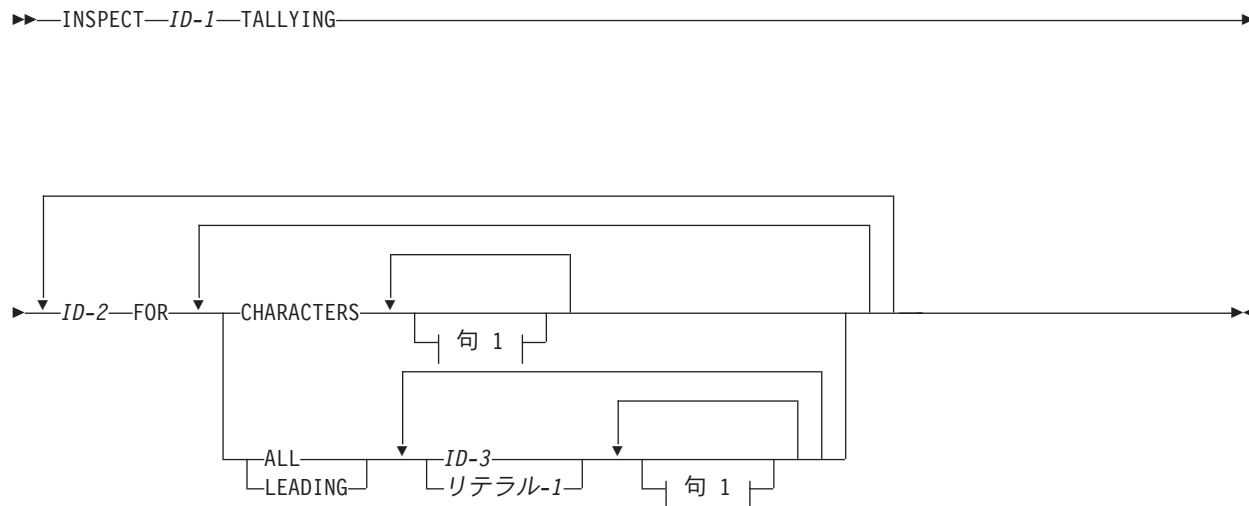 INSPECT ID-1 TALLYING
ID-2 FOR CHARACTERS
句 1
ALL ID-3
LEADING リテラル-1 句 1